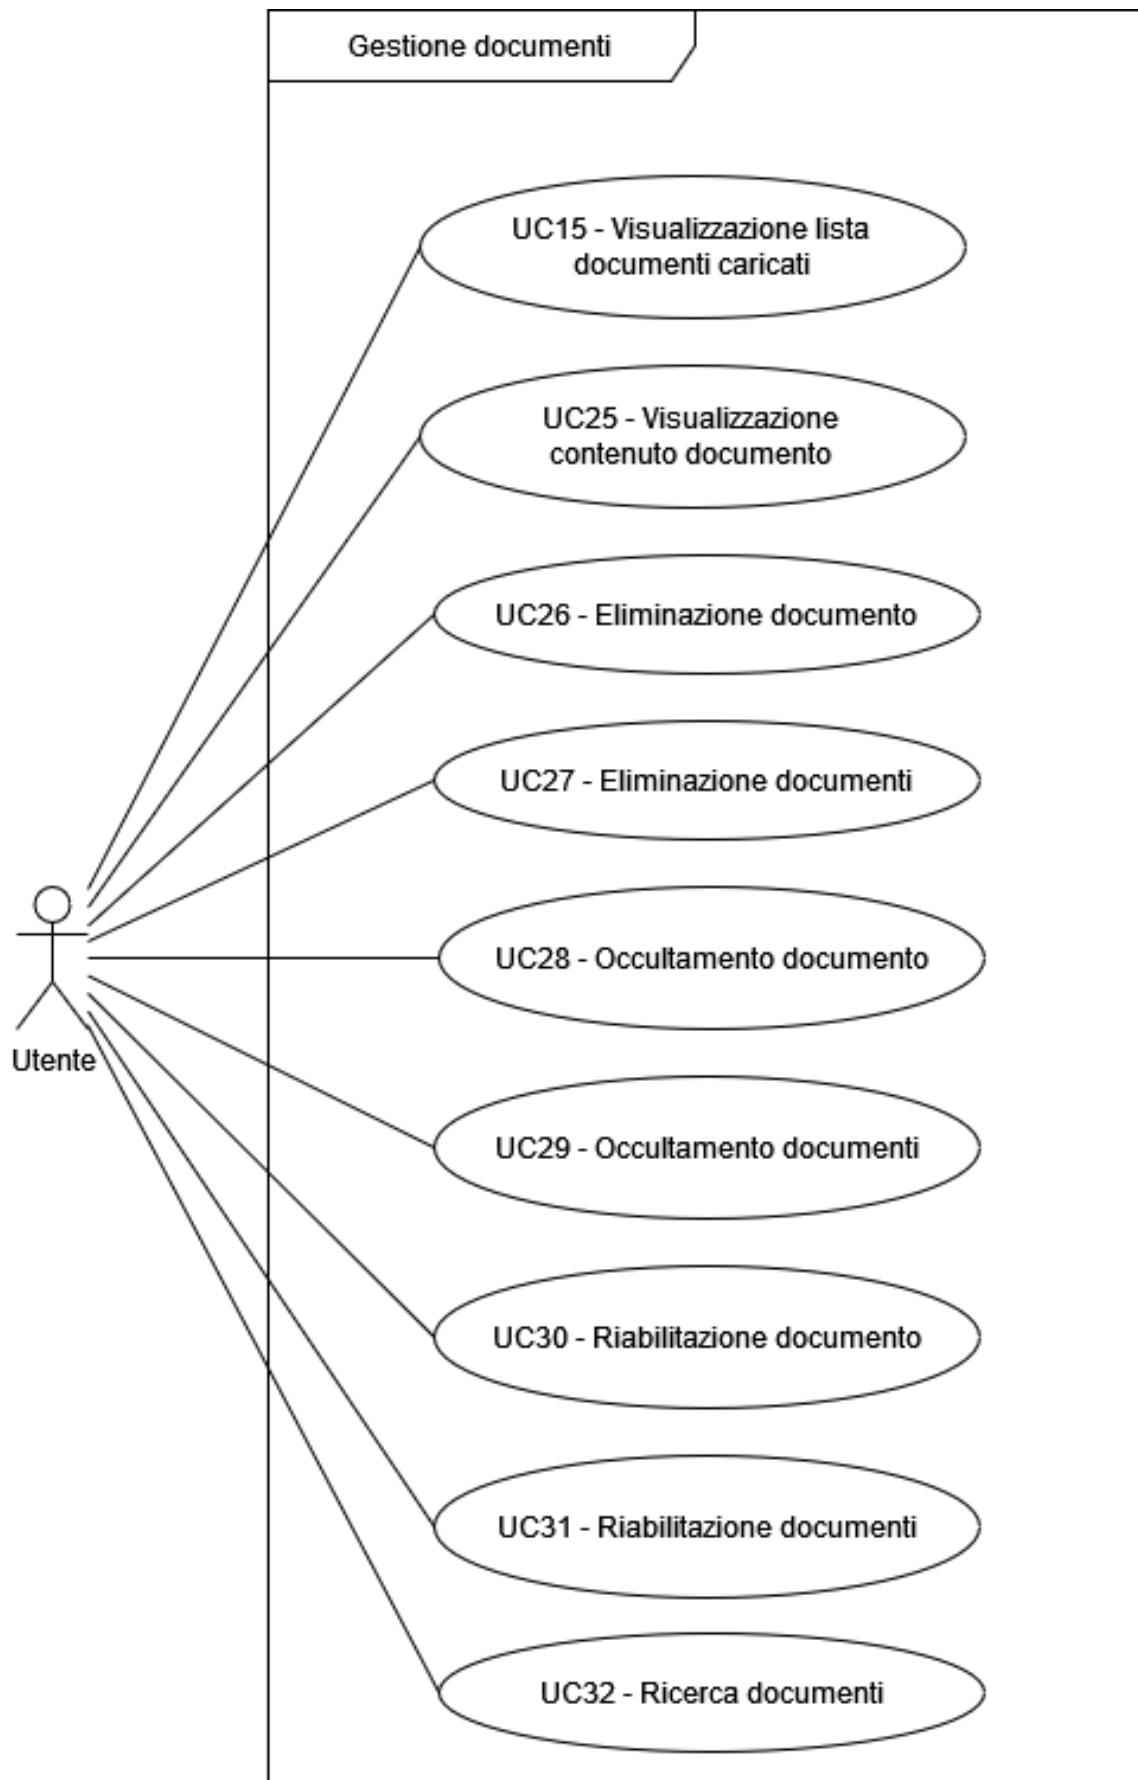 Gestione documenti
UC15 - Visualizzazione lista
documenti caricati
UC25 - Visualizzazione
contenuto documento
UC26 - Eliminazione documento
UC27 - Eliminazione documenti
UC28 - Occultamento documento
Utente
UC29 - Occultamento documenti
UC30 - Riabilitazione documento
UC31 - Riabilitazione documenti
UC32 - Ricerca documenti